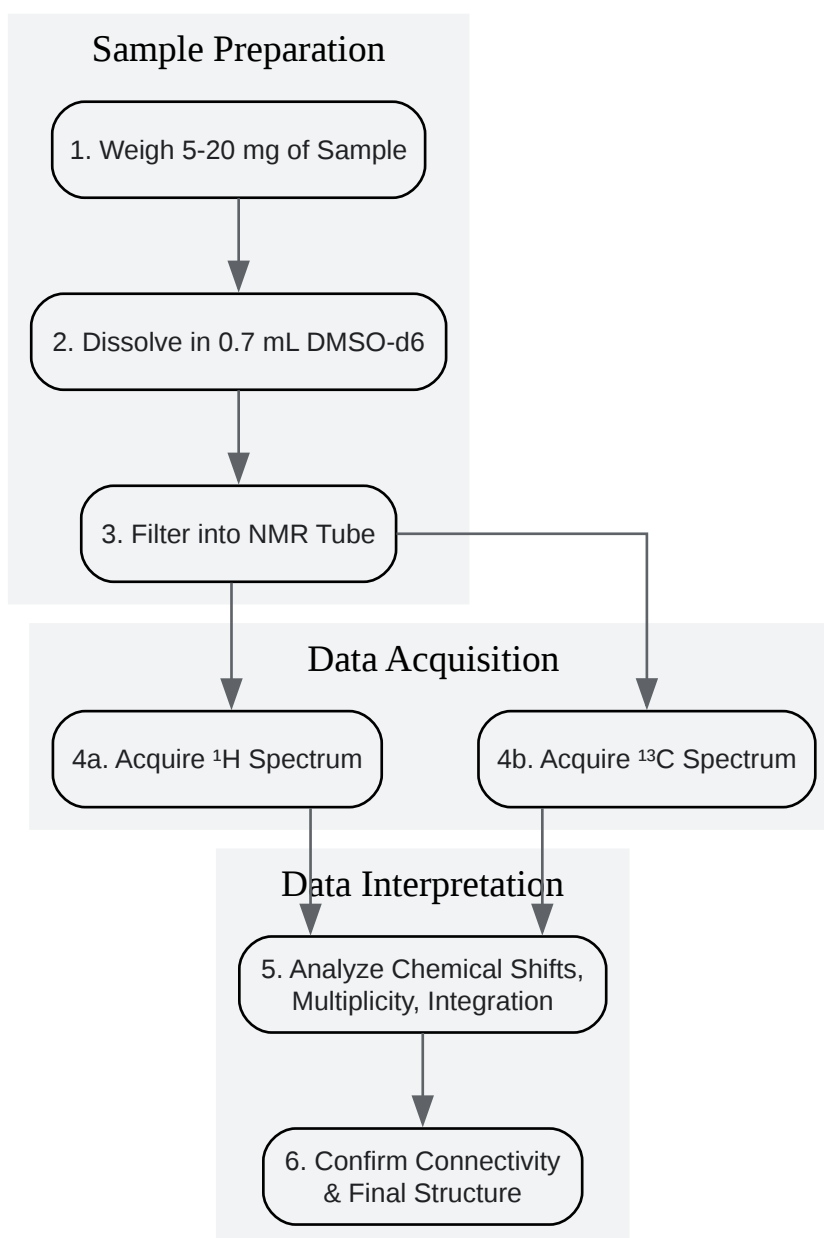 Sample Preparation
1. Weigh 5-20 mg of Sample
2. Dissolve in 0.7 mL DMSO-d6
3. Filter into NMR Tube
Data Acquisition
4a. Acquire ¹H Spectrum
4b. Acquire ¹³C Spectrum
Data Interpretation
5. Analyze Chemical Shifts,
Multiplicity, Integration
6. Confirm Connectivity
& Final Structure